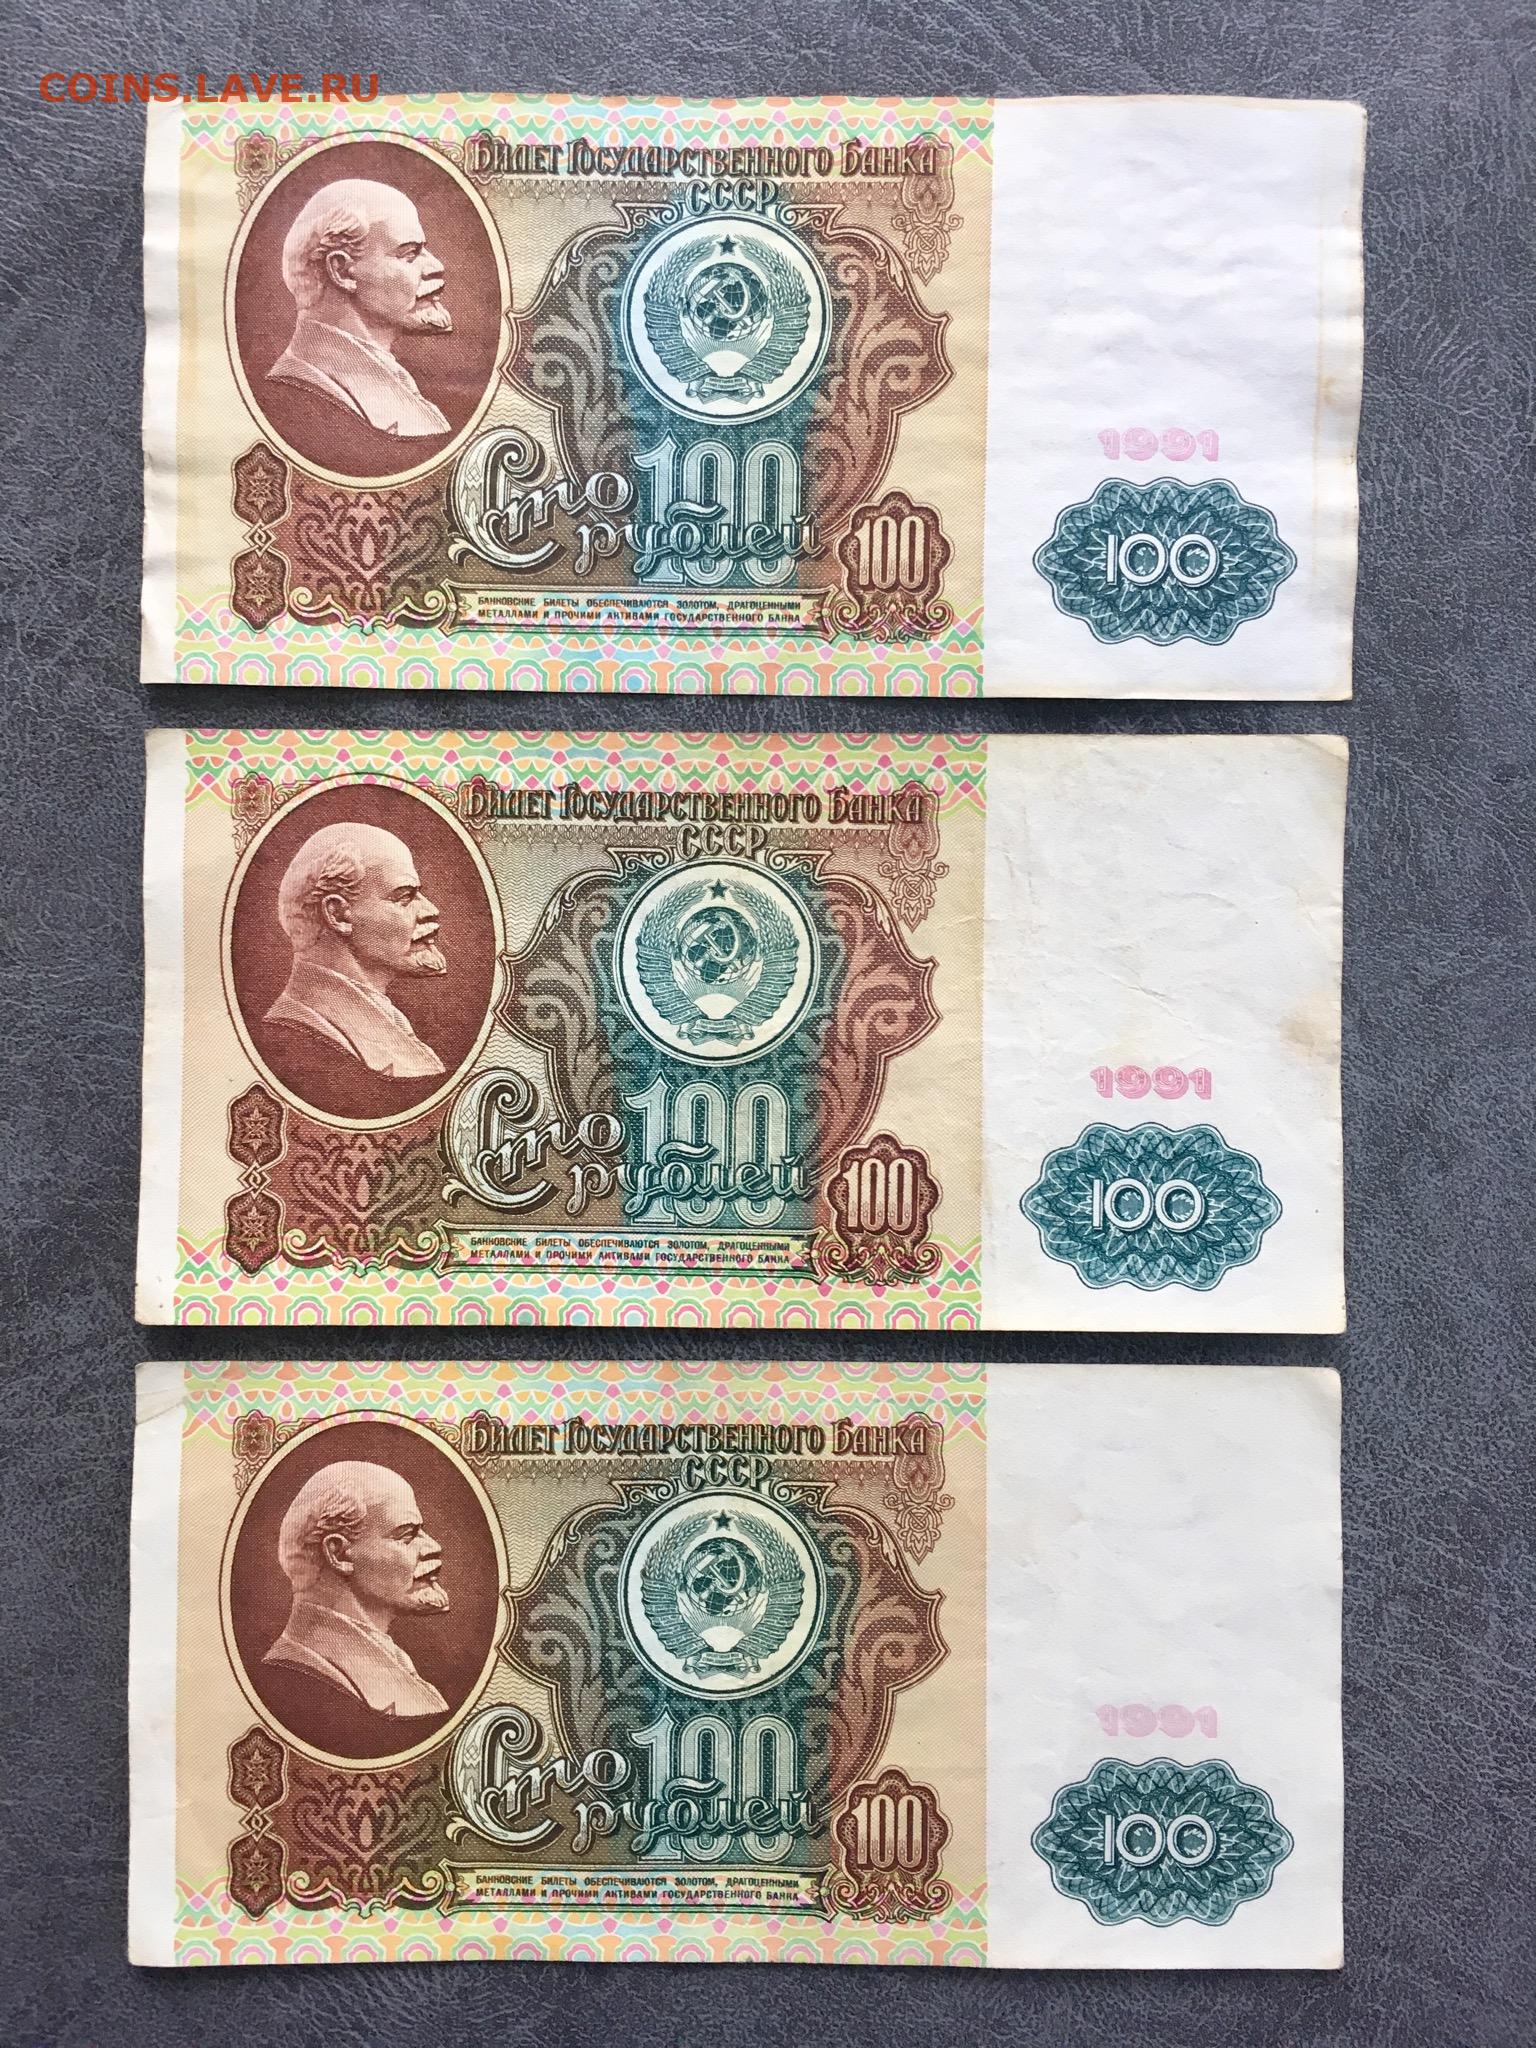 COINS.LAVE.RU
Билет Государственного Банка
СССР
1991
Сто 100
рублей
100
100
БАНКОВСКИЕ БИЛЕТЫ ОБЕСПЕЧИВАЮТСЯ ЗОЛОТОМ, ДРАГОЦЕННЫМИ
МЕТАЛЛАМИ И ПРОЧИМИ АКТИВАМИ ГОСУДАРСТВЕННОГО БАНКА
Билет Государственного Банка
СССР
1991
Сто 100
рублей
100
100
БАНКОВСКИЕ БИЛЕТЫ ОБЕСПЕЧИВАЮТСЯ ЗОЛОТОМ, ДРАГОЦЕННЫМИ
МЕТАЛЛАМИ И ПРОЧИМИ АКТИВАМИ ГОСУДАРСТВЕННОГО БАНКА
Билет Государственного Банка
СССР
1991
Сто 100
рублей
100
100
БАНКОВСКИЕ БИЛЕТЫ ОБЕСПЕЧИВАЮТСЯ ЗОЛОТОМ, ДРАГОЦЕННЫМИ
МЕТАЛЛАМИ И ПРОЧИМИ АКТИВАМИ ГОСУДАРСТВЕННОГО БАНКА